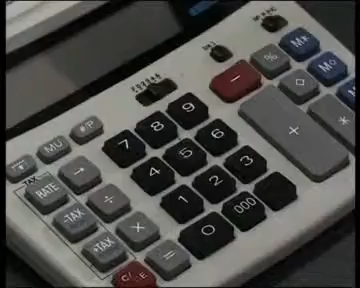 #P
MU
→
TAX
RATE
-TAX
+TAX
÷
×
=
C/CE
7 8 9
4 5 6
1 2 3
0 000
−
%
M*
◇
M◇
+
*